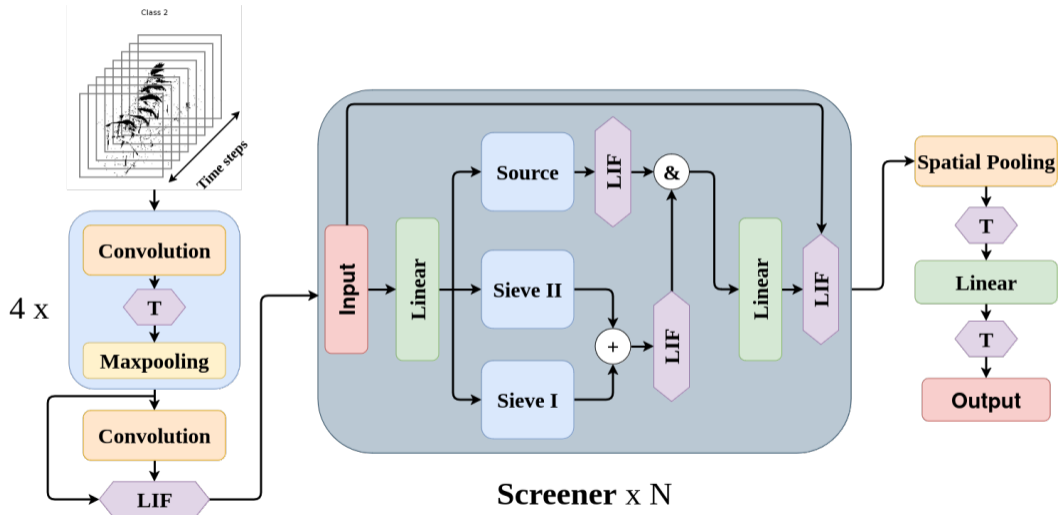 Class 2
Time steps
4 x
Convolution
T
Maxpooling
Convolution
LIF
Input
Linear
Source
LIF
&
Sieve II
+
LIF
Sieve I
Linear
LIF
Screener x N
Spatial Pooling
T
Linear
T
Output